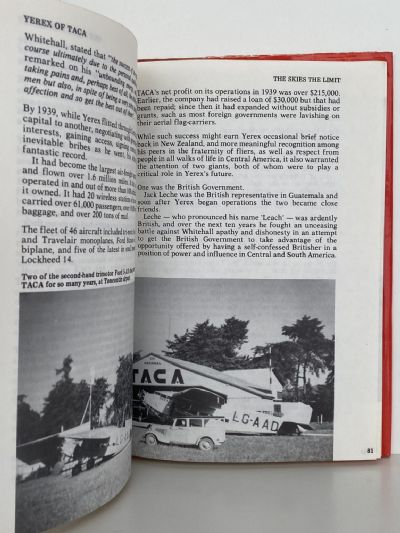 YEREX OF TACA
Whitehall, stated that "the success
course ultimately due to the
remarked on his "unbounding
taking pains and, perhaps best of all,
men but also, in spite of being a
affection and so get the best out of
By 1939, while Yerex flitted
capital to another, negotiating with
interests, gaining access, signing
inevitable bribes as he went, his
fantastic record.
It had become the largest air-freight
and flown over 1.6 million miles
operated in and out of more than
it owned. It had 20 wireless stations
carried over 61,000 passengers, over
baggage, and over 200 tons of mail.
The fleet of 46 aircraft included
and Travelair monoplanes, Ford
biplane, and five of the latest in
Lockheed 14.
Two of the second-hand trimotor Ford
TACA for so many years, at Toncontin airport
THE SKIES THE LIMIT
TACA's net profit on its operations in 1939 was over $215,000.
Earlier, the company had raised a loan of $30,000 but that had
been repaid; since then it had expanded without subsidies or
grants, such as most foreign governments were lavishing on
their aerial flag-carriers.
While such success might earn Yerex occasional brief notice
back in New Zealand, and more meaningful recognition among
his peers in the fraternity of fliers, as well as respect from
people in all walks of life in Central America, it also warranted
the attention of two giants, both of whom were to play a
critical role in Yerex's future.
One was the British Government.
Jack Leche was the British representative in Guatemala and
soon after Yerex began operations the two became close
friends.
Leche — who pronounced his name 'Leach' — was ardently
British, and over the next ten years he fought an unceasing
battle against Whitehall apathy and dishonesty in an attempt
to get the British Government to take advantage of the
opportunity offered by having a self-confessed Britisher in a
position of power and influence in Central and South America.
TACA
LG-AAD
81